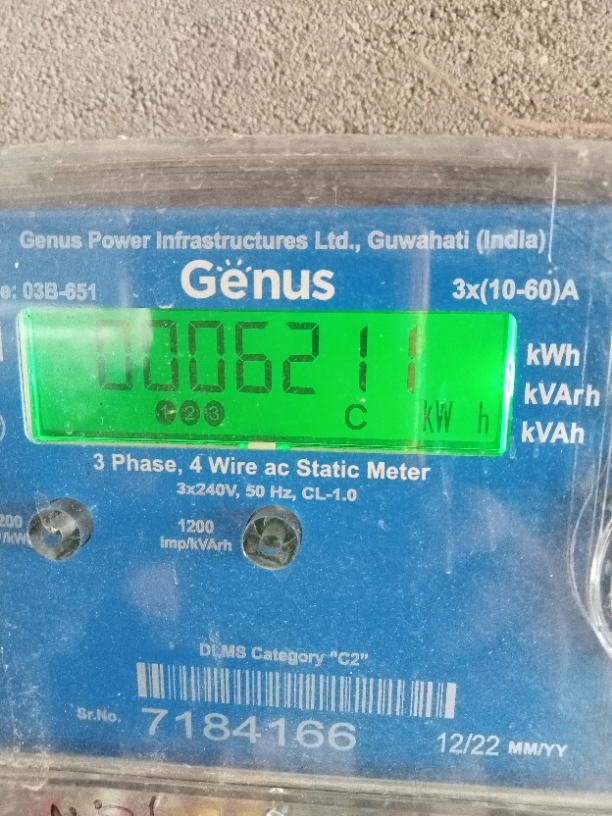 Genus Power Infrastructures Ltd., Guwahati (India)
e: 03B-651
Genus
3x(10-60)A
0006211
1 2 3
C
kW h
kWh
kVArh
kVAh
3 Phase, 4 Wire ac Static Meter
3x240V, 50 Hz, CL-1.0
200
/kW
1200
imp/kVArh
DLMS Category "C2"
Sr.No. 7184166
12/22 MM/YY